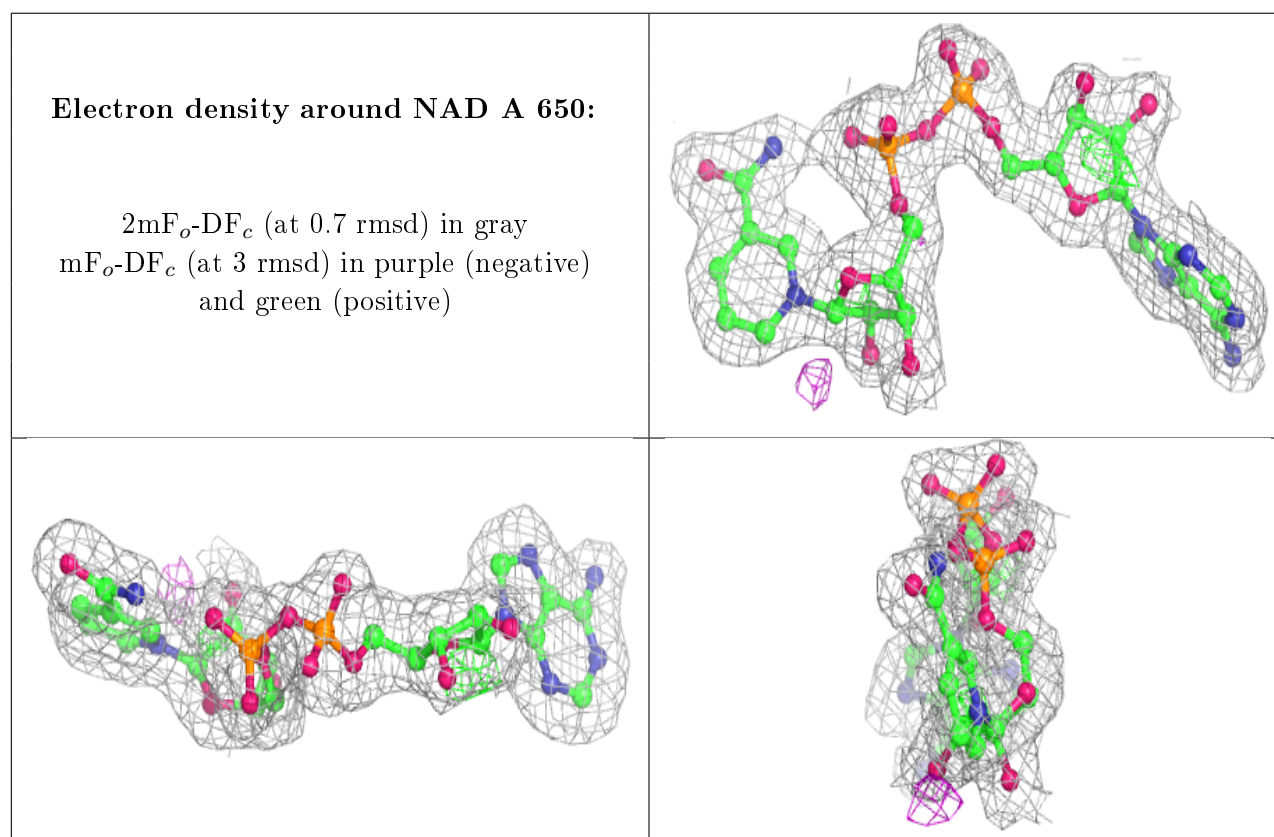 Electron density around NAD A 650:
2mFo-DFc (at 0.7 rmsd) in gray
mFo-DFc (at 3 rmsd) in purple (negative)
and green (positive)